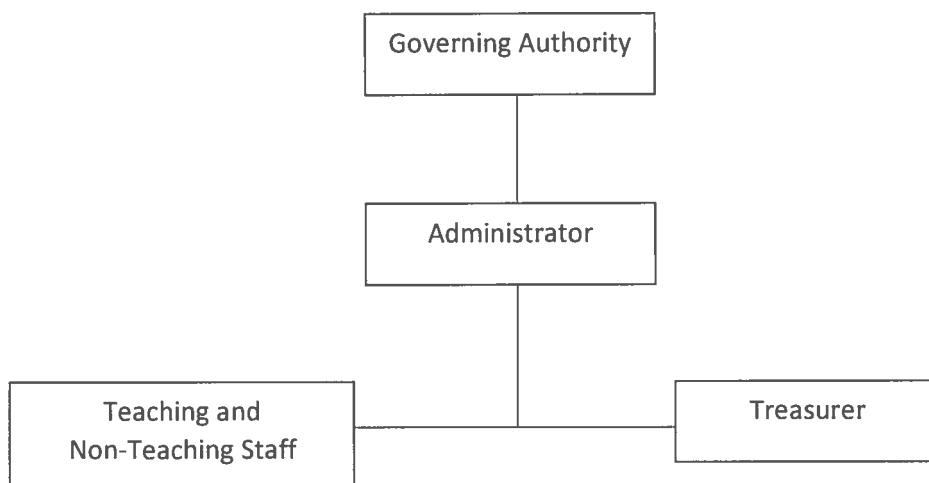 Governing Authority
Administrator
Teaching and
Non-Teaching Staff
Treasurer